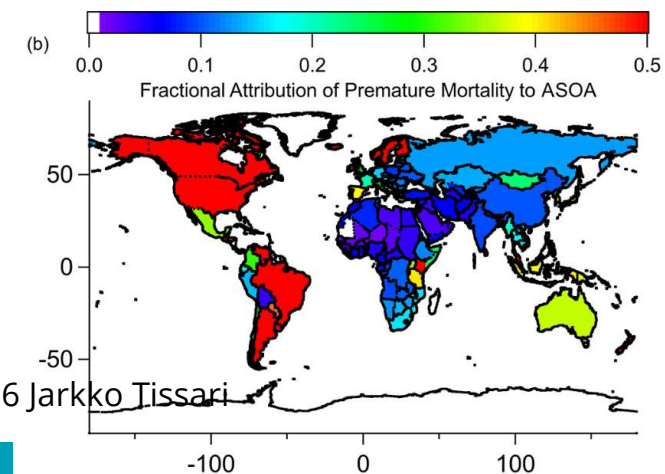 (b)
0.0 0.1 0.2 0.3 0.4 0.5
Fractional Attribution of Premature Mortality to ASOA
50
0
-50
6 Jarkko Tissari
-100 0 100